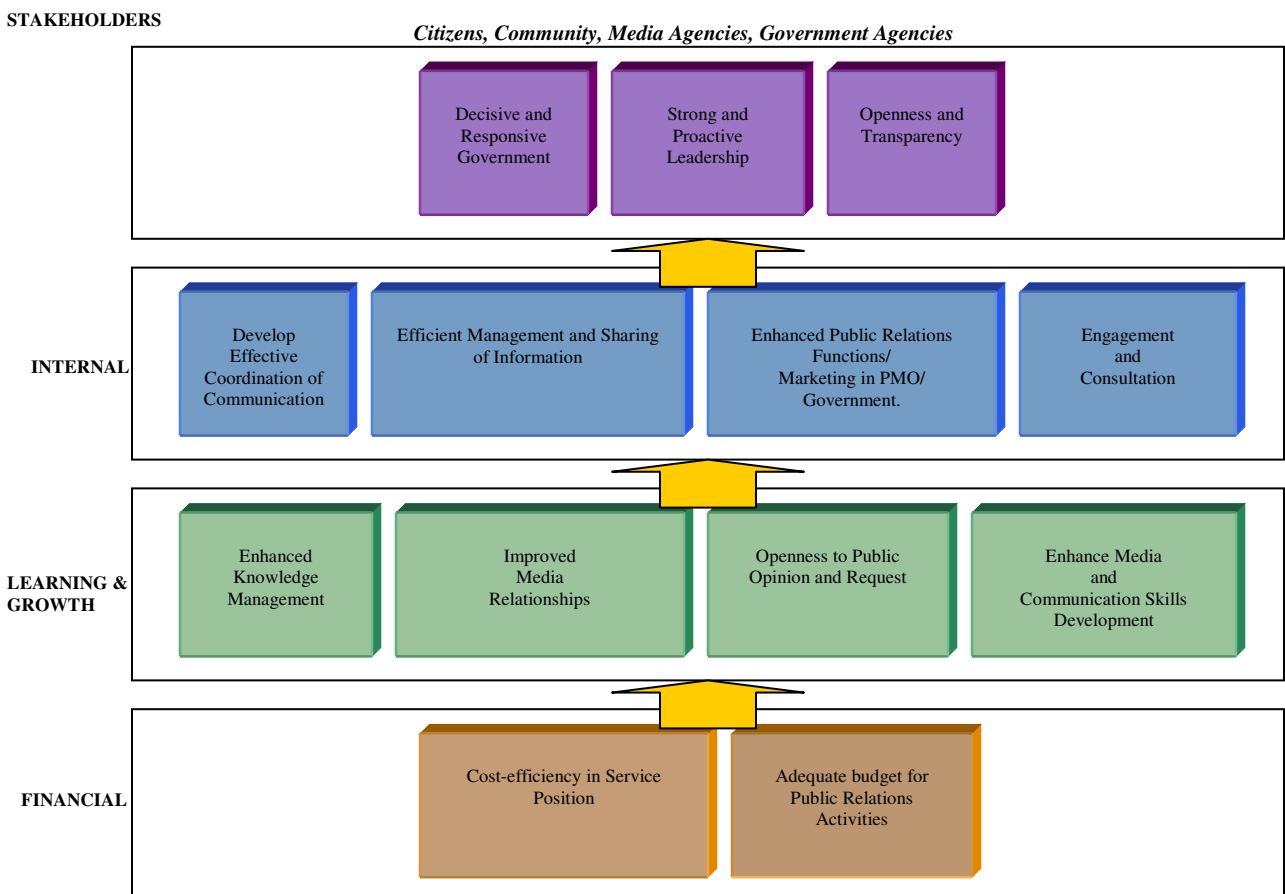 STAKEHOLDERS
Citizens, Community, Media Agencies, Government Agencies
Decisive and
Responsive
Government
Strong and
Proactive
Leadership
Openness and
Transparency
INTERNAL
Develop
Effective
Coordination of
Communication
Efficient Management and Sharing
of Information
Enhanced Public Relations
Functions/
Marketing in PMO/
Government.
Engagement
and
Consultation
LEARNING &
GROWTH
Enhanced
Knowledge
Management
Improved
Media
Relationships
Openness to Public
Opinion and Request
Enhance Media
and
Communication Skills
Development
FINANCIAL
Cost-efficiency in Service
Position
Adequate budget for
Public Relations
Activities